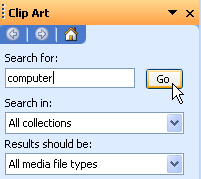 Clip Art
Search for:
computer
Go
Search in:
All collections
Results should be:
All media file types